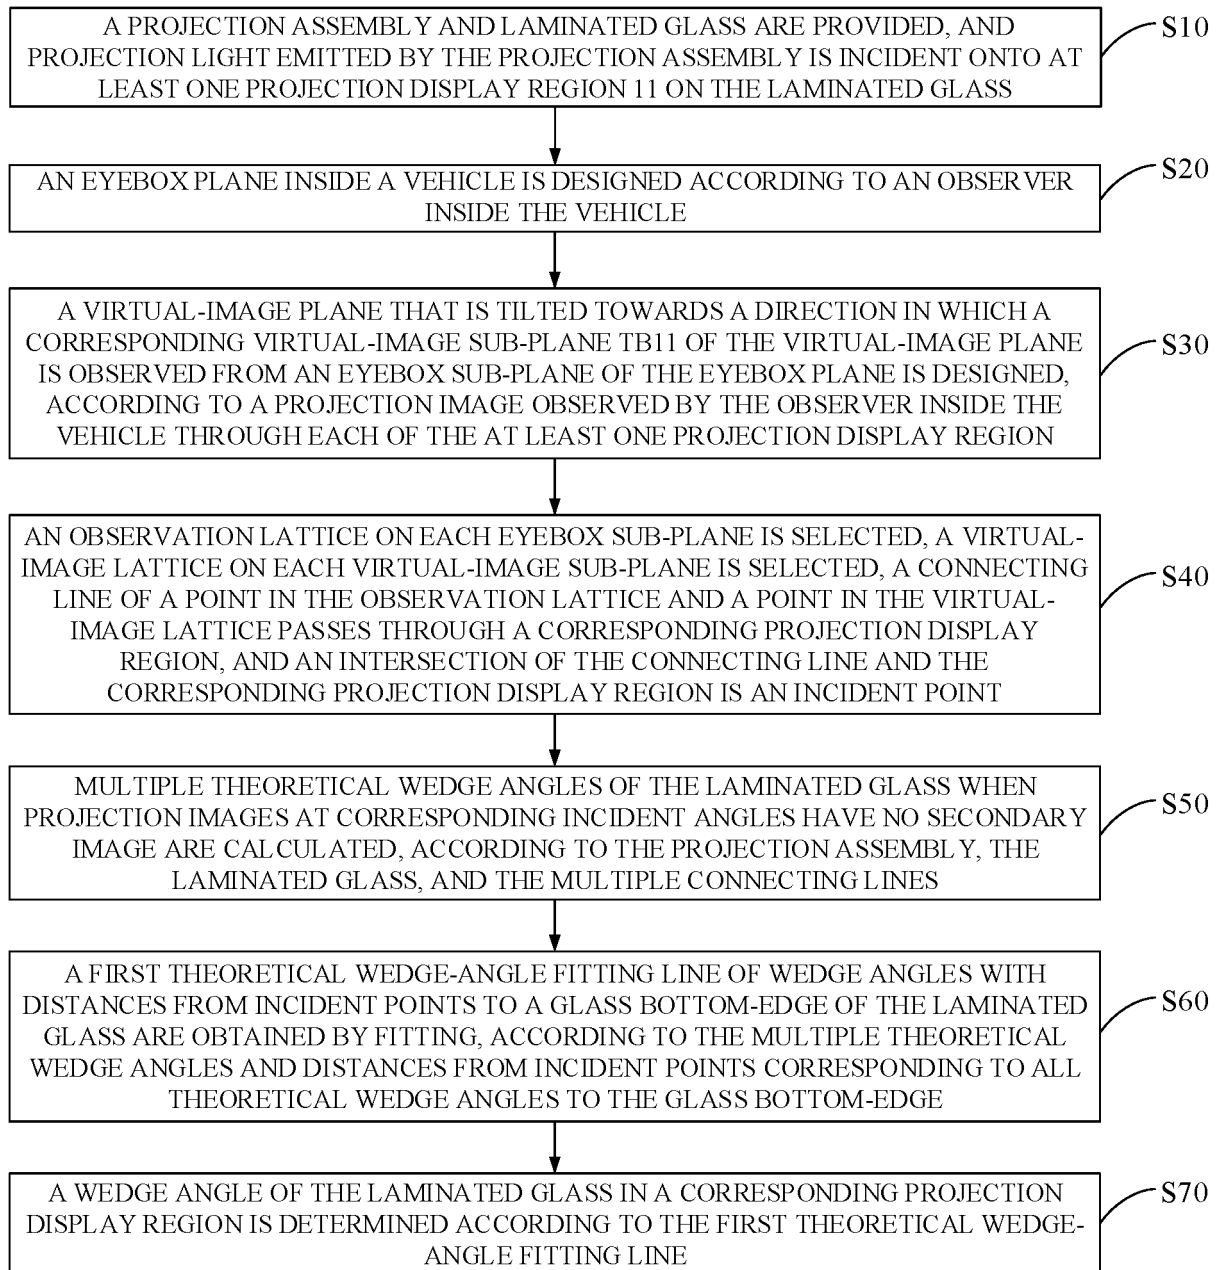 A PROJECTION ASSEMBLY AND LAMINATED GLASS ARE PROVIDED, AND
PROJECTION LIGHT EMITTED BY THE PROJECTION ASSEMBLY IS INCIDENT ONTO AT
LEAST ONE PROJECTION DISPLAY REGION 11 ON THE LAMINATED GLASS
S10
AN EYEBOX PLANE INSIDE A VEHICLE IS DESIGNED ACCORDING TO AN OBSERVER
INSIDE THE VEHICLE
S20
A VIRTUAL-IMAGE PLANE THAT IS TILTED TOWARDS A DIRECTION IN WHICH A
CORRESPONDING VIRTUAL-IMAGE SUB-PLANE TB11 OF THE VIRTUAL-IMAGE PLANE
IS OBSERVED FROM AN EYEBOX SUB-PLANE OF THE EYEBOX PLANE IS DESIGNED,
ACCORDING TO A PROJECTION IMAGE OBSERVED BY THE OBSERVER INSIDE THE
VEHICLE THROUGH EACH OF THE AT LEAST ONE PROJECTION DISPLAY REGION
S30
AN OBSERVATION LATTICE ON EACH EYEBOX SUB-PLANE IS SELECTED, A VIRTUAL-
IMAGE LATTICE ON EACH VIRTUAL-IMAGE SUB-PLANE IS SELECTED, A CONNECTING
LINE OF A POINT IN THE OBSERVATION LATTICE AND A POINT IN THE VIRTUAL-
IMAGE LATTICE PASSES THROUGH A CORRESPONDING PROJECTION DISPLAY
REGION, AND AN INTERSECTION OF THE CONNECTING LINE AND THE
CORRESPONDING PROJECTION DISPLAY REGION IS AN INCIDENT POINT
S40
MULTIPLE THEORETICAL WEDGE ANGLES OF THE LAMINATED GLASS WHEN
PROJECTION IMAGES AT CORRESPONDING INCIDENT ANGLES HAVE NO SECONDARY
IMAGE ARE CALCULATED, ACCORDING TO THE PROJECTION ASSEMBLY, THE
LAMINATED GLASS, AND THE MULTIPLE CONNECTING LINES
S50
A FIRST THEORETICAL WEDGE-ANGLE FITTING LINE OF WEDGE ANGLES WITH
DISTANCES FROM INCIDENT POINTS TO A GLASS BOTTOM-EDGE OF THE LAMINATED
GLASS ARE OBTAINED BY FITTING, ACCORDING TO THE MULTIPLE THEORETICAL
WEDGE ANGLES AND DISTANCES FROM INCIDENT POINTS CORRESPONDING TO ALL
THEORETICAL WEDGE ANGLES TO THE GLASS BOTTOM-EDGE
S60
A WEDGE ANGLE OF THE LAMINATED GLASS IN A CORRESPONDING PROJECTION
DISPLAY REGION IS DETERMINED ACCORDING TO THE FIRST THEORETICAL WEDGE-
ANGLE FITTING LINE
S70